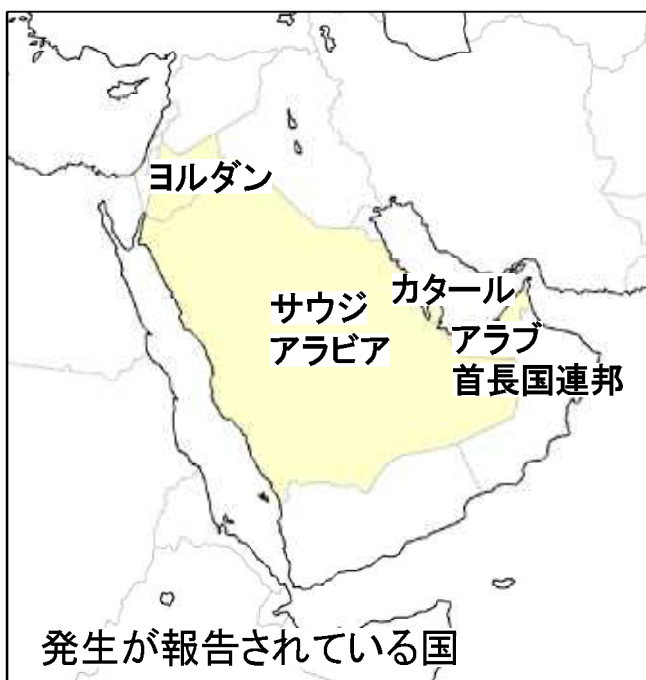 ヨルダン
カタール
サウジ
アラビア
アラブ
首長国連邦
発生が報告されている国